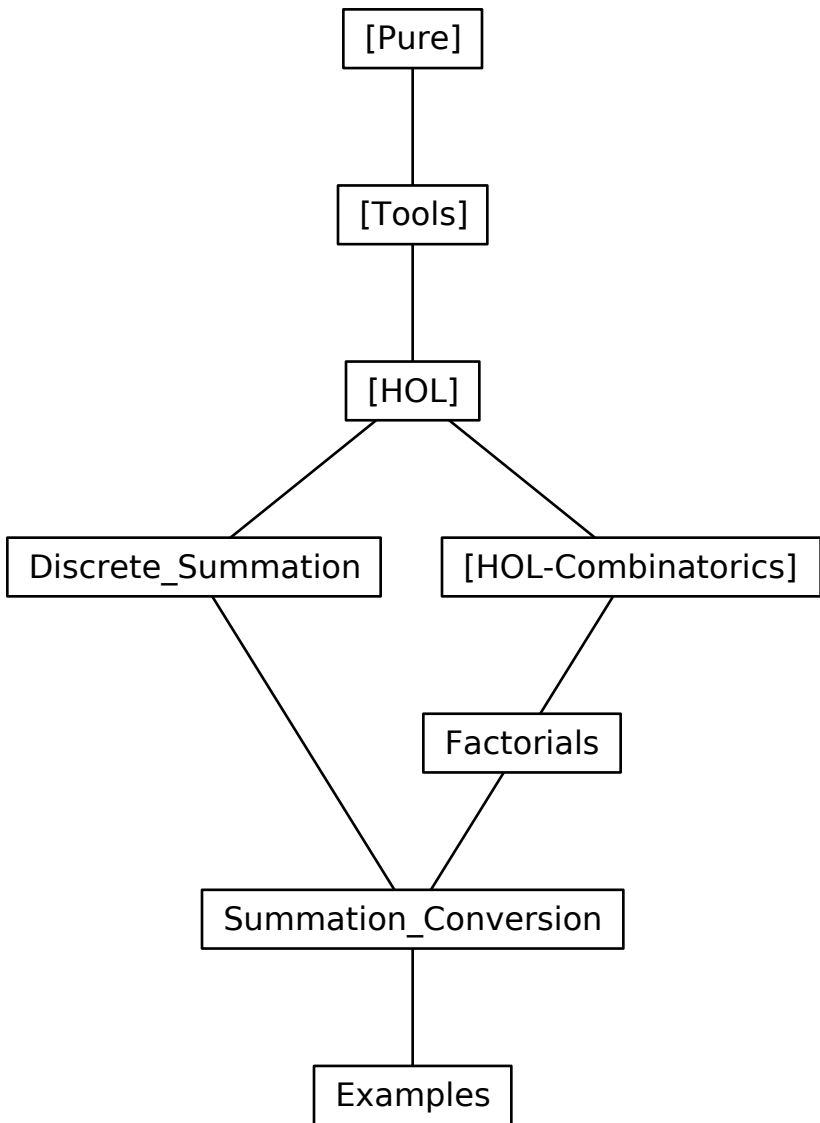 [Pure]
[Tools]
[HOL]
Discrete_Summation
[HOL-Combinatorics]
Factorials
Summation_Conversion
Examples